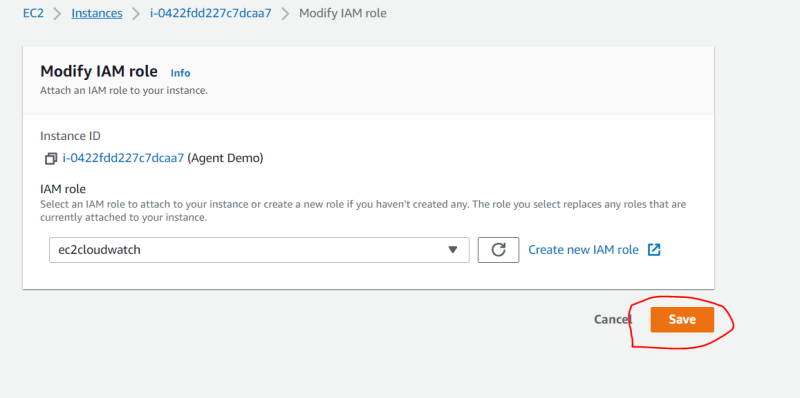 EC2 > Instances > i-0422fdd227c7dcaa7 > Modify IAM role
Modify IAM role Info
Attach an IAM role to your instance.
Instance ID
i-0422fdd227c7dcaa7 (Agent Demo)
IAM role
Select an IAM role to attach to your instance or create a new role if you haven't created any. The role you select replaces any roles that are
currently attached to your instance.
ec2cloudwatch Create new IAM role
Cancel Save